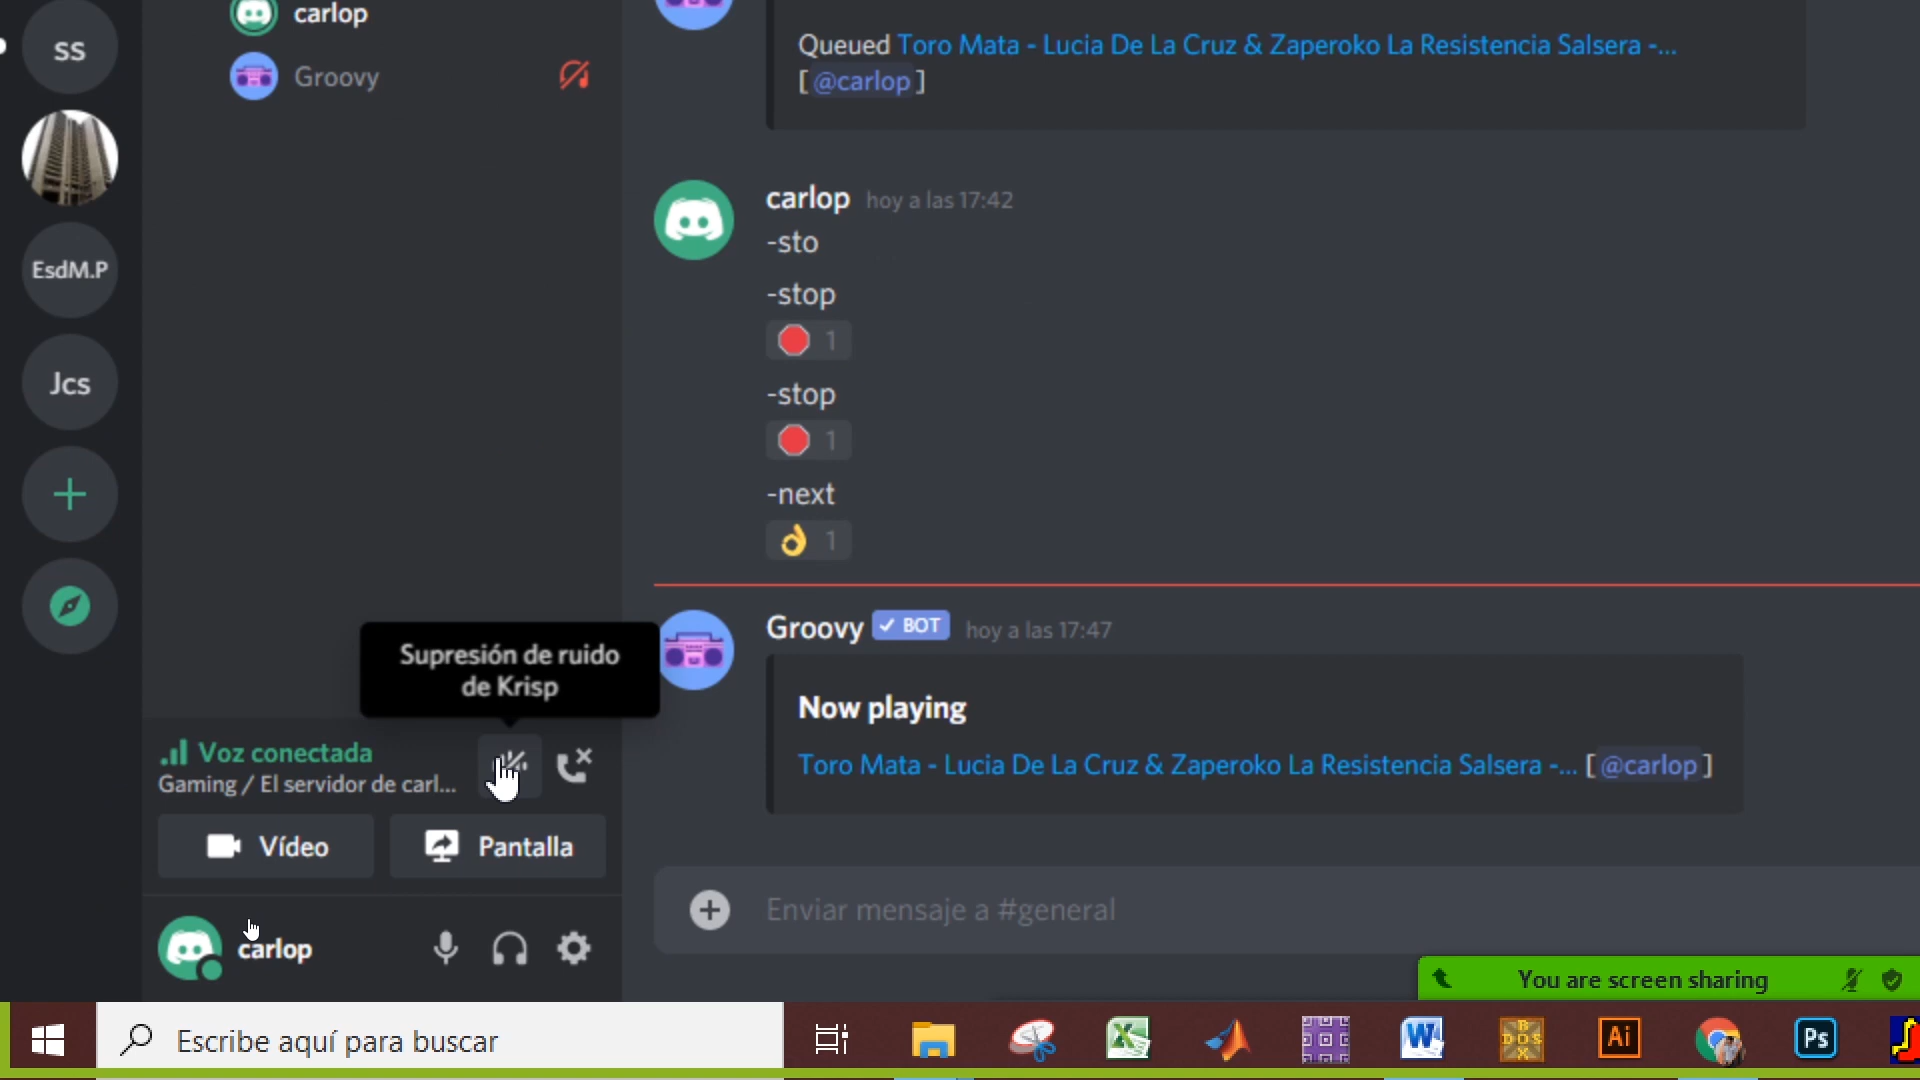 ss
EsdM.P
Jcs
carlop
Groovy
Queued Toro Mata - Lucia De La Cruz & Zaperoko La Resistencia Salsera -...
[ @carlop ]
carlop hoy a las 17:42
-sto
-stop
1
-stop
1
-next
1
Groovy BOT hoy a las 17:47
Now playing
Toro Mata - Lucia De La Cruz & Zaperoko La Resistencia Salsera -... [ @carlop ]
Supresión de ruido
de Krisp
Voz conectada
Gaming / El servidor de carl...
Vídeo
Pantalla
carlop
Enviar mensaje a #general
You are screen sharing
Escribe aquí para buscar
W
DOS
BOX
Ai
Ps